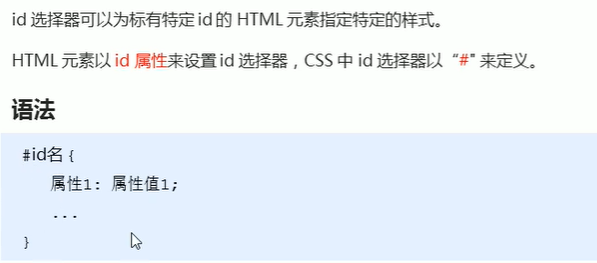 id 选择器可以为标有特定 id 的 HTML 元素指定特定的样式。
HTML 元素以 id 属性来设置 id 选择器，CSS 中 id 选择器以 “#" 来定义。
语法
#id名 {
属性1: 属性值1;
...
}